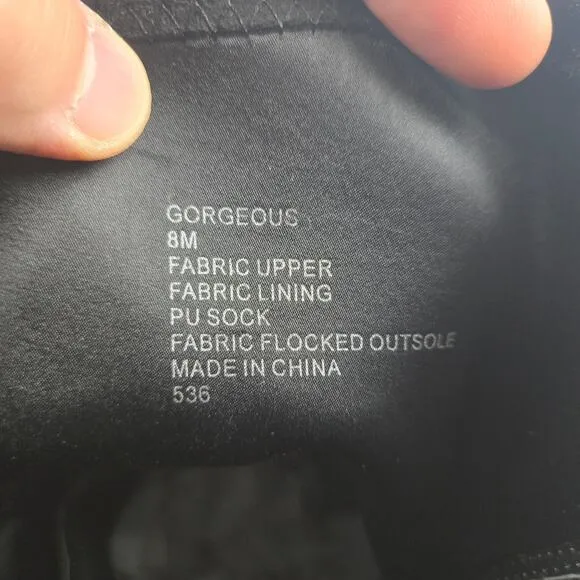 GORGEOUS
8M
FABRIC UPPER
FABRIC LINING
PU SOCK
FABRIC FLOCKED OUTSOLE
MADE IN CHINA
536